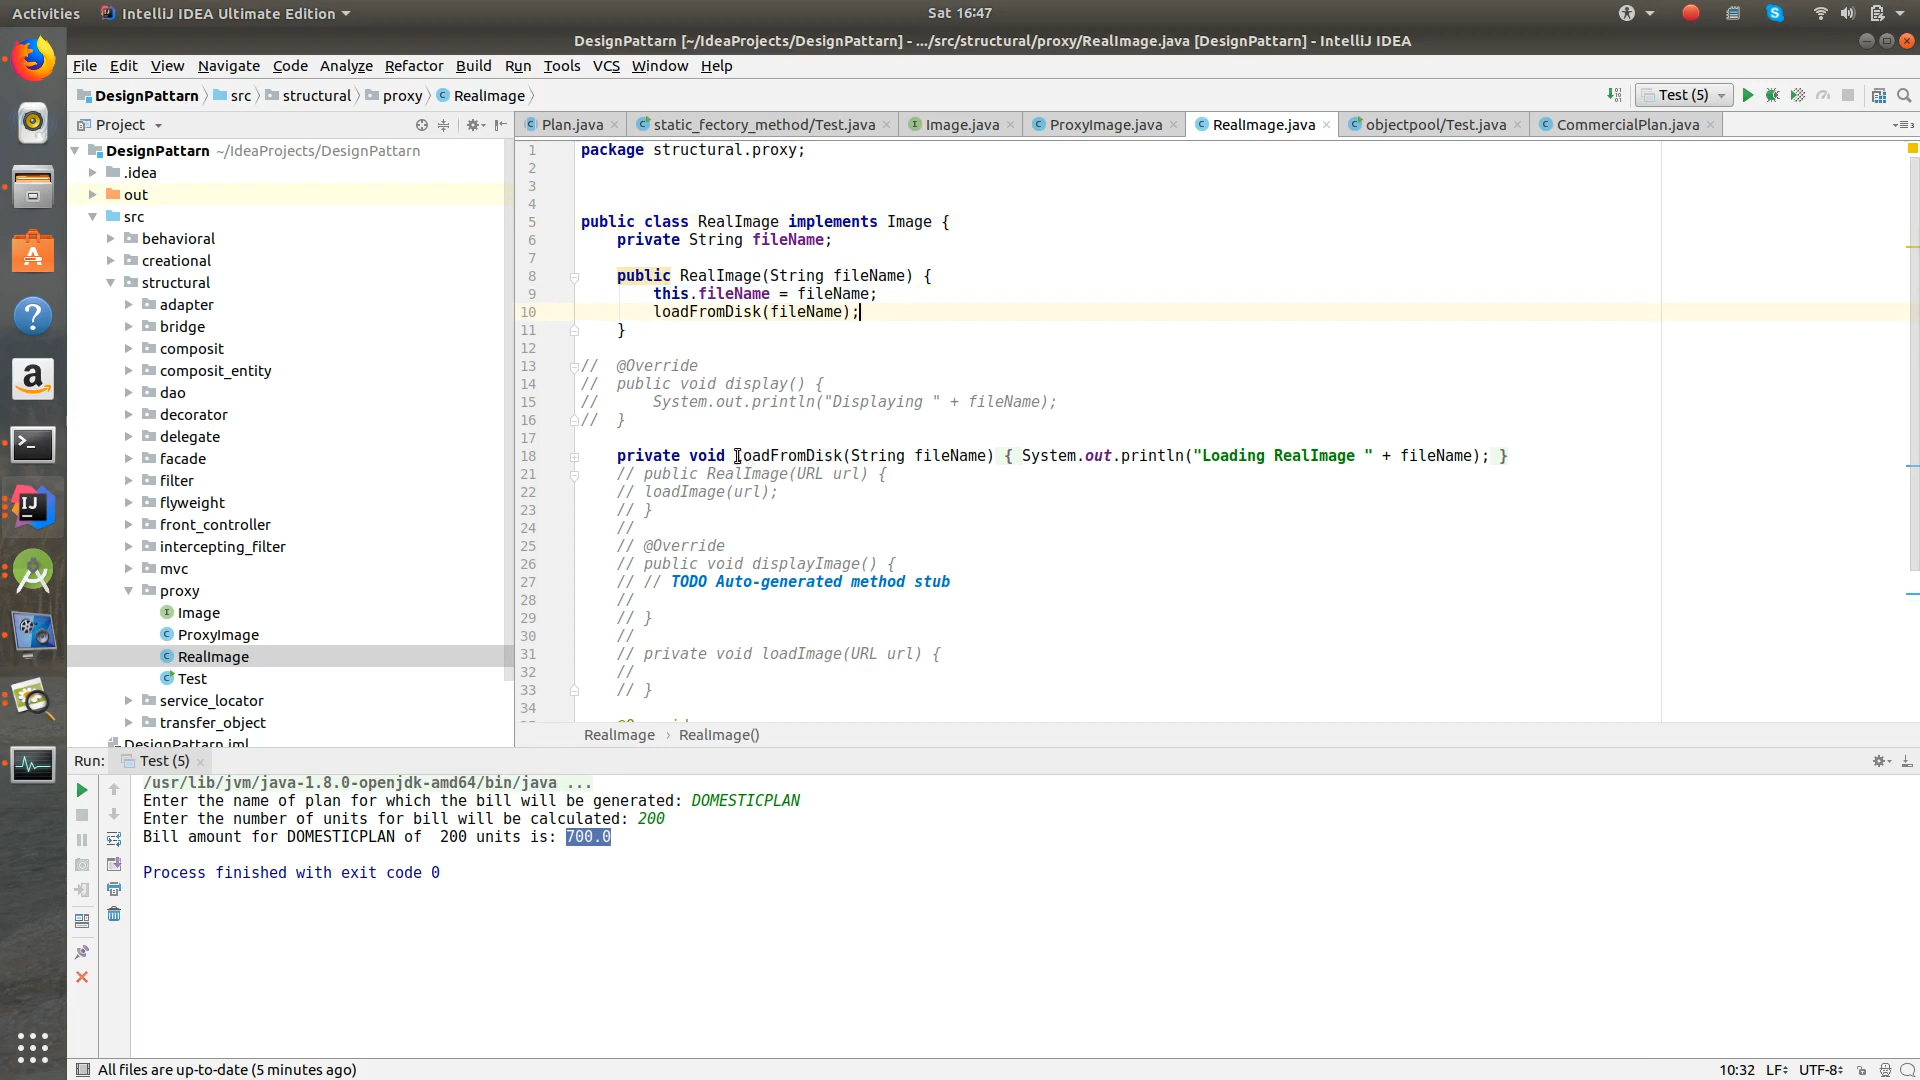 Activities
IntelliJ IDEA Ultimate Edition
Sat 16:47
DesignPattarn [~/IdeaProjects/DesignPattarn] - .../src/structural/proxy/RealImage.java [DesignPattarn] - IntelliJ IDEA
File Edit View Navigate Code Analyze Refactor Build Run Tools VCS Window Help
DesignPattarn src structural proxy RealImage
Test (5)
Project
Plan.java static_fectory_method/Test.java Image.java ProxyImage.java RealImage.java objectpool/Test.java CommercialPlan.java
DesignPattarn ~/IdeaProjects/DesignPattarn
.idea
out
src
behavioral
creational
structural
adapter
bridge
composit
composit_entity
dao
decorator
delegate
facade
filter
flyweight
front_controller
intercepting_filter
mvc
proxy
Image
ProxyImage
RealImage
Test
service_locator
transfer_object
DesignPattarn.iml
1 package structural.proxy;
2
3
4
5 public class RealImage implements Image {
6 private String fileName;
7
8 public RealImage(String fileName) {
9 this.fileName = fileName;
10 loadFromDisk(fileName);
11 }
12
13 // @Override
14 // public void display() {
15 // System.out.println("Displaying " + fileName);
16 // }
17
18 private void loadFromDisk(String fileName) { System.out.println("Loading RealImage " + fileName); }
21 // public RealImage(URL url) {
22 // loadImage(url);
23 // }
24 //
25 // @Override
26 // public void displayImage() {
27 // // TODO Auto-generated method stub
28 //
29 // }
30 //
31 // private void loadImage(URL url) {
32 //
33 // }
34
RealImage › RealImage()
Run: Test (5)
/usr/lib/jvm/java-1.8.0-openjdk-amd64/bin/java ...
Enter the name of plan for which the bill will be generated: DOMESTICPLAN
Enter the number of units for bill will be calculated: 200
Bill amount for DOMESTICPLAN of  200 units is: 700.0
Process finished with exit code 0
All files are up-to-date (5 minutes ago)
10:32 LF UTF-8